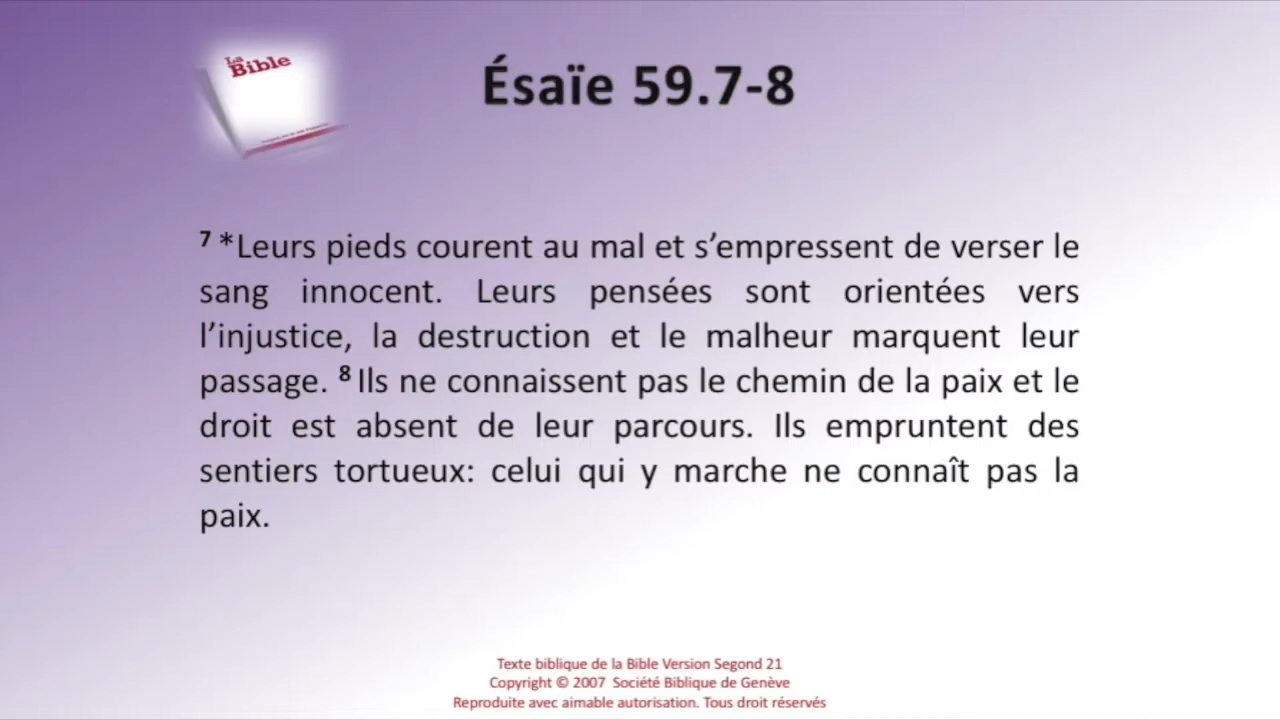 La
Bible
Ésaïe 59.7-8
7 *Leurs pieds courent au mal et s’empressent de verser le
sang innocent. Leurs pensées sont orientées vers
l’injustice, la destruction et le malheur marquent leur
passage. 8 Ils ne connaissent pas le chemin de la paix et le
droit est absent de leur parcours. Ils empruntent des
sentiers tortueux: celui qui y marche ne connaît pas la
paix.
Texte biblique de la Bible Version Segond 21
Copyright © 2007 Société Biblique de Genève
Reproduite avec aimable autorisation. Tous droit réservés